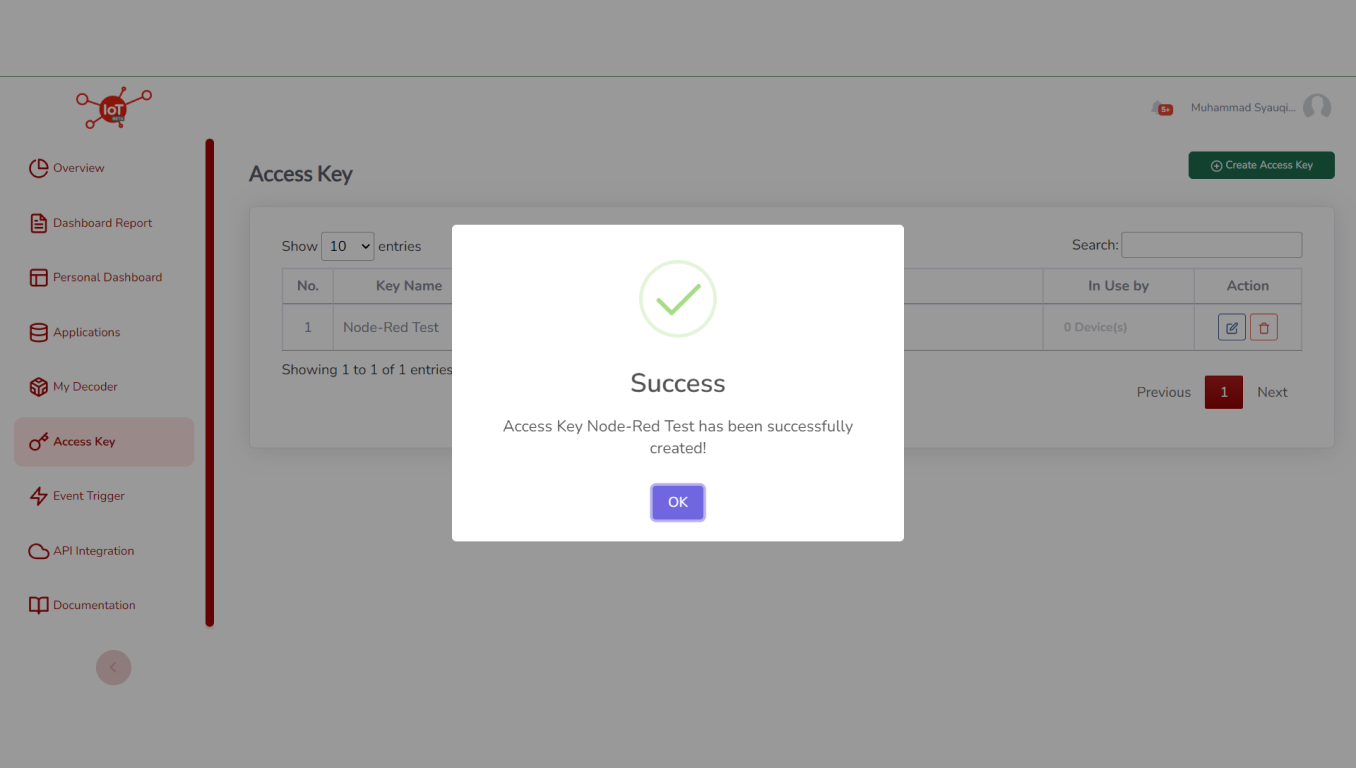 IoT
BETA
5+
Muhammad Syauqi...
Overview
Dashboard Report
Personal Dashboard
Applications
My Decoder
Access Key
Event Trigger
API Integration
Documentation
Access Key
Create Access Key
Show 10 entries
Search:
No. Key Name In Use by Action
1 Node-Red Test 0 Device(s)
Showing 1 to 1 of 1 entries
Previous 1 Next
Success
Access Key Node-Red Test has been successfully
created!
OK